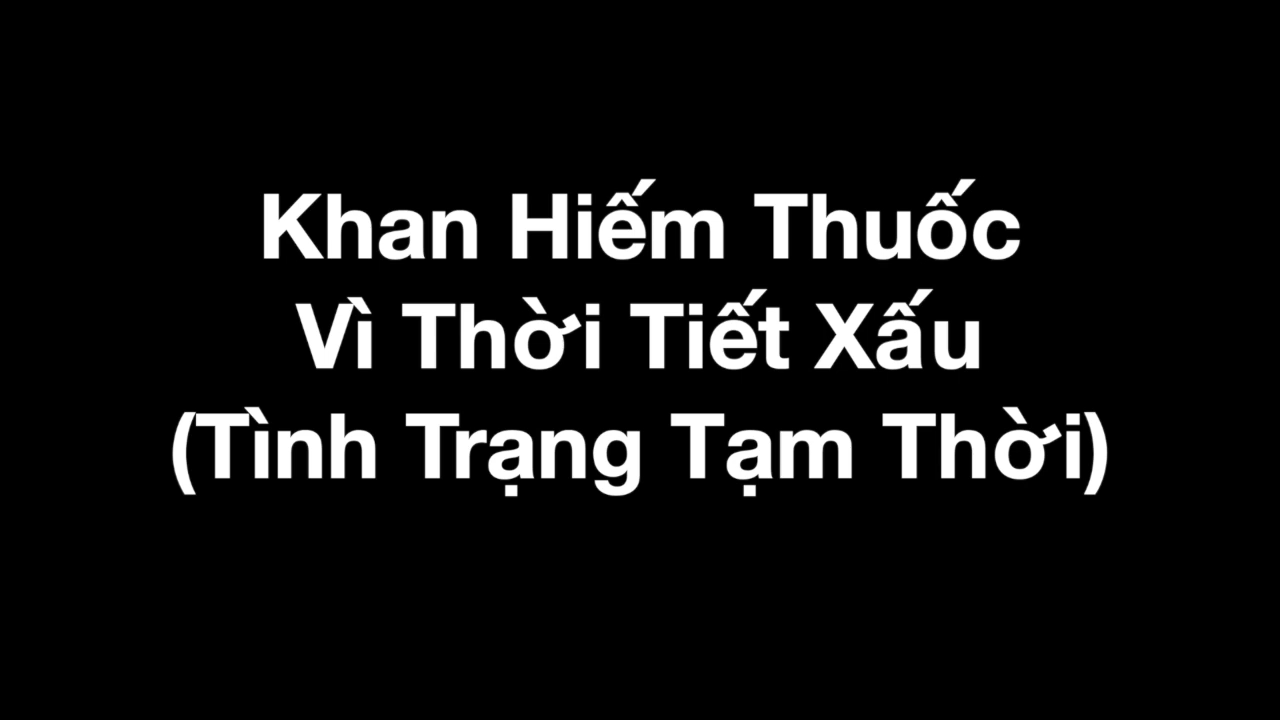 Khan Hiếm Thuốc
Vì Thời Tiết Xấu
(Tình Trạng Tạm Thời)